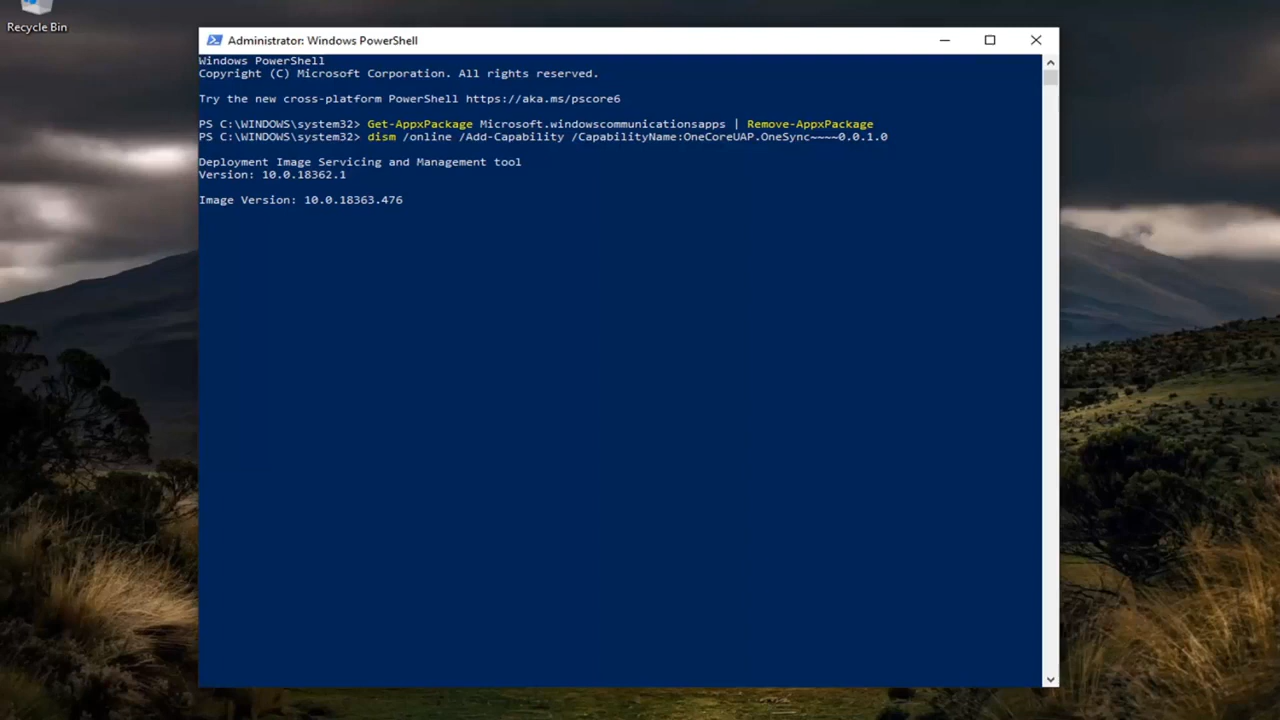 Recycle Bin
Administrator: Windows PowerShell
Windows PowerShell
Copyright (C) Microsoft Corporation. All rights reserved.
Try the new cross-platform PowerShell https://aka.ms/pscore6
PS C:\WINDOWS\system32> Get-AppxPackage Microsoft.windowscommunicationsapps | Remove-AppxPackage
PS C:\WINDOWS\system32> dism /online /Add-Capability /CapabilityName:OneCoreUAP.OneSync~~~~0.0.1.0
Deployment Image Servicing and Management tool
Version: 10.0.18362.1
Image Version: 10.0.18363.476